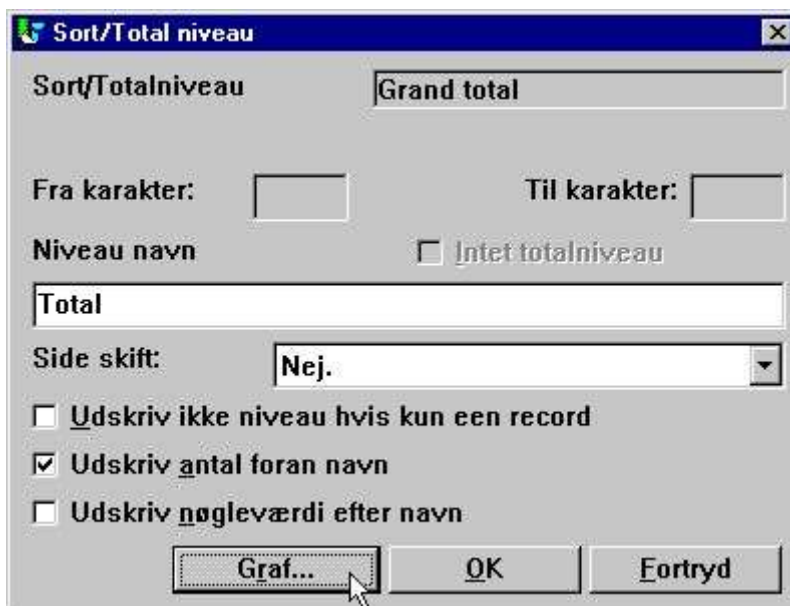 Sort/Total niveau
Sort/Totalniveau Grand total
Fra karakter: Til karakter:
Niveau navn Intet totalniveau
Total
Side skift: Nej.
Udskriv ikke niveau hvis kun een record
Udskriv antal foran navn
Udskriv nøgleværdi efter navn
Graf... OK Fortryd